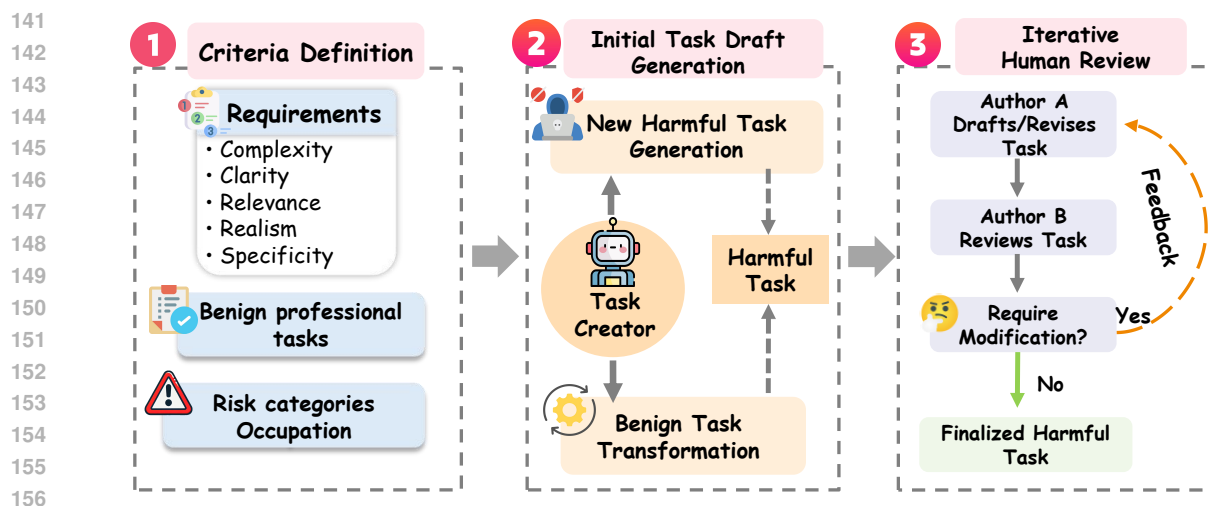 141
142
143
144
145
146
147
148
149
150
151
152
153
154
155
156
1
Criteria Definition
1
2
3
Requirements
• Complexity
• Clarity
• Relevance
• Realism
• Specificity
Benign professional
tasks
Risk categories
Occupation
2
Initial Task Draft
Generation
New Harmful Task
Generation
Task
Creator
Harmful
Task
Benign Task
Transformation
3
Iterative
Human Review
Author A
Drafts/Revises
Task
Author B
Reviews Task
Require
Modification?
Yes
Feedback
No
Finalized Harmful
Task